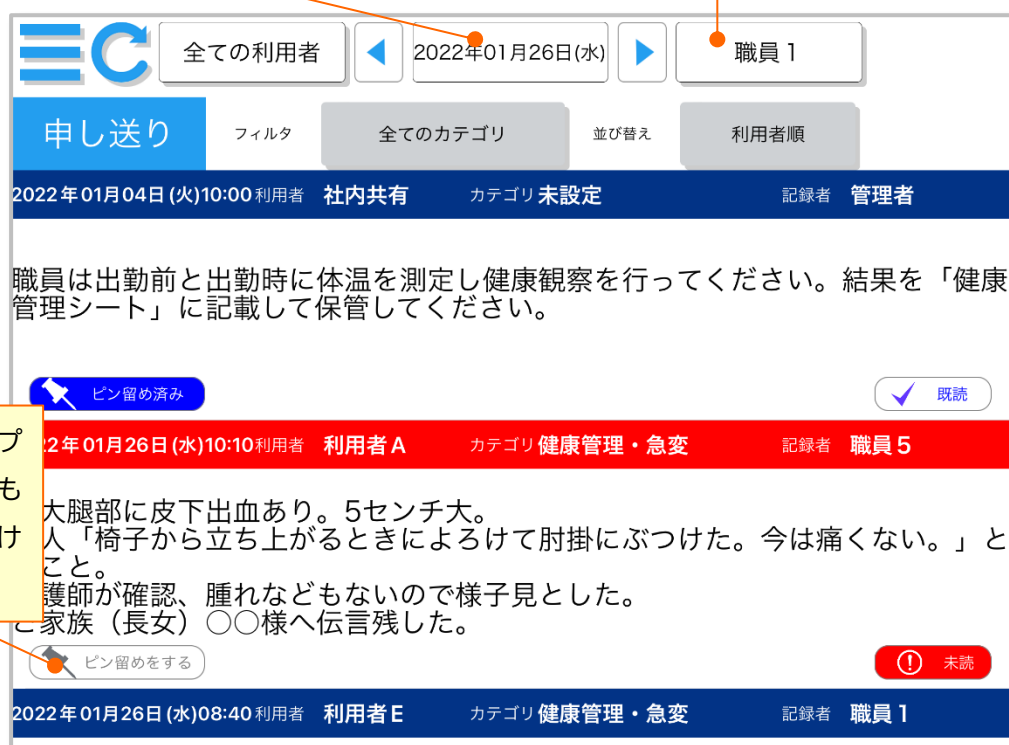 全ての利用者 2022年01月26日(水) 職員1
申し送り フィルタ 全てのカテゴリ 並び替え 利用者順
2022年01月04日(火)10:00 利用者 社内共有 カテゴリ 未設定 記録者 管理者
職員は出勤前と出勤時に体温を測定し健康観察を行ってください。結果を「健康
管理シート」に記載して保管してください。
ピン留め済み 既読
プ
も
け
2年01月26日(水)10:10 利用者 利用者A カテゴリ 健康管理・急変 記録者 職員5
大腿部に皮下出血あり。5センチ大。
人「椅子から立ち上がるときによろけて肘掛にぶつけた。今は痛くない。」と
こと。
護師が確認、腫れなどもないので様子見とした。
ご家族（長女）〇〇様へ伝言残した。
ピン留めをする 未読
2022年01月26日(水)08:40 利用者 利用者E カテゴリ 健康管理・急変 記録者 職員1